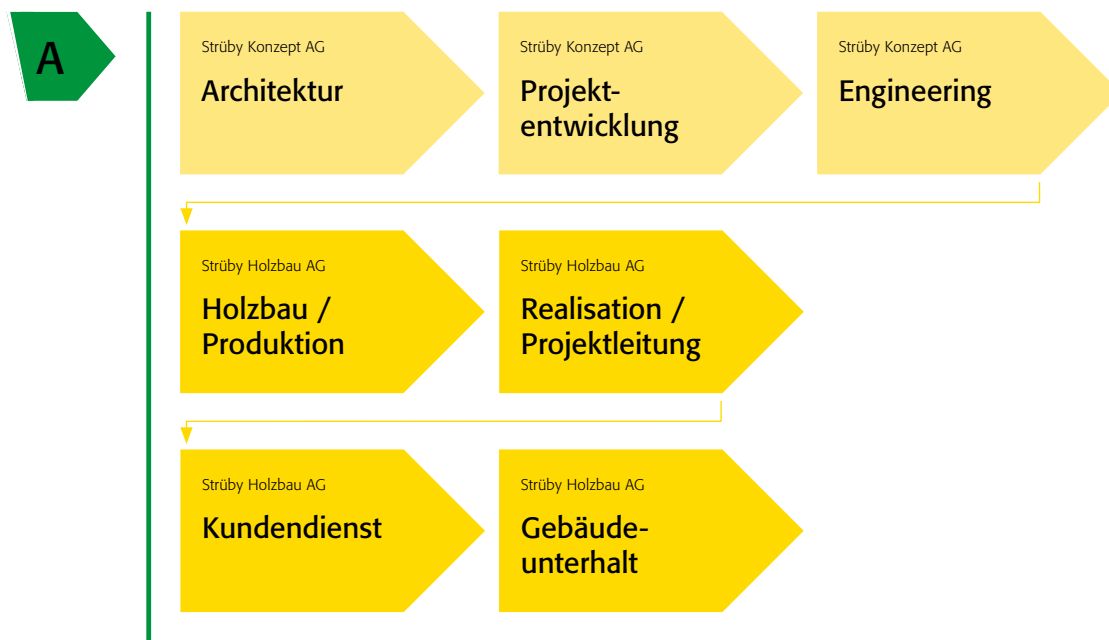 A
Strüby Konzept AG
Architektur
Strüby Konzept AG
Projekt-
entwicklung
Strüby Konzept AG
Engineering
Strüby Holzbau AG
Holzbau /
Produktion
Strüby Holzbau AG
Realisation /
Projektleitung
Strüby Holzbau AG
Kundendienst
Strüby Holzbau AG
Gebäude-
unterhalt